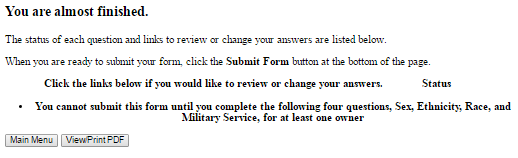 You are almost finished.
The status of each question and links to review or change your answers are listed below.
When you are ready to submit your form, click the Submit Form button at the bottom of the page.
Click the links below if you would like to review or change your answers. Status
• You cannot submit this form until you complete the following four questions, Sex, Ethnicity, Race, and
Military Service, for at least one owner
Main Menu View/Print PDF